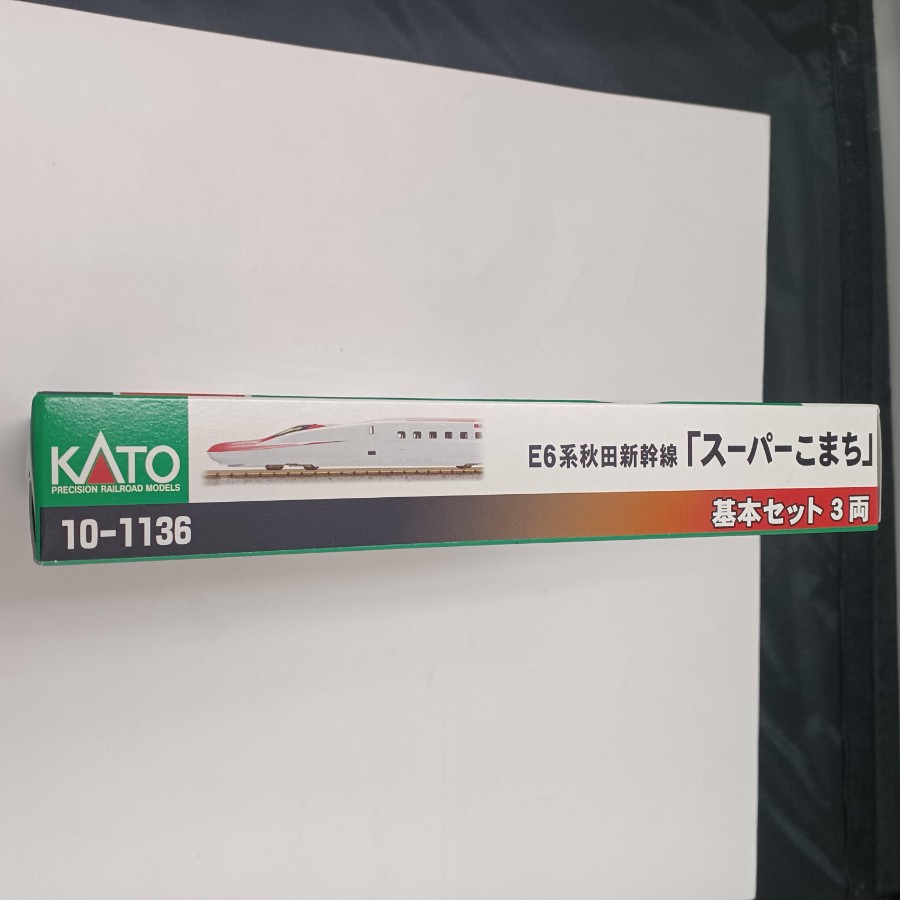 KATO
PRECISION RAILROAD MODELS
10-1136
E6系秋田新幹線「スーパーこまち」
基本セット 3両